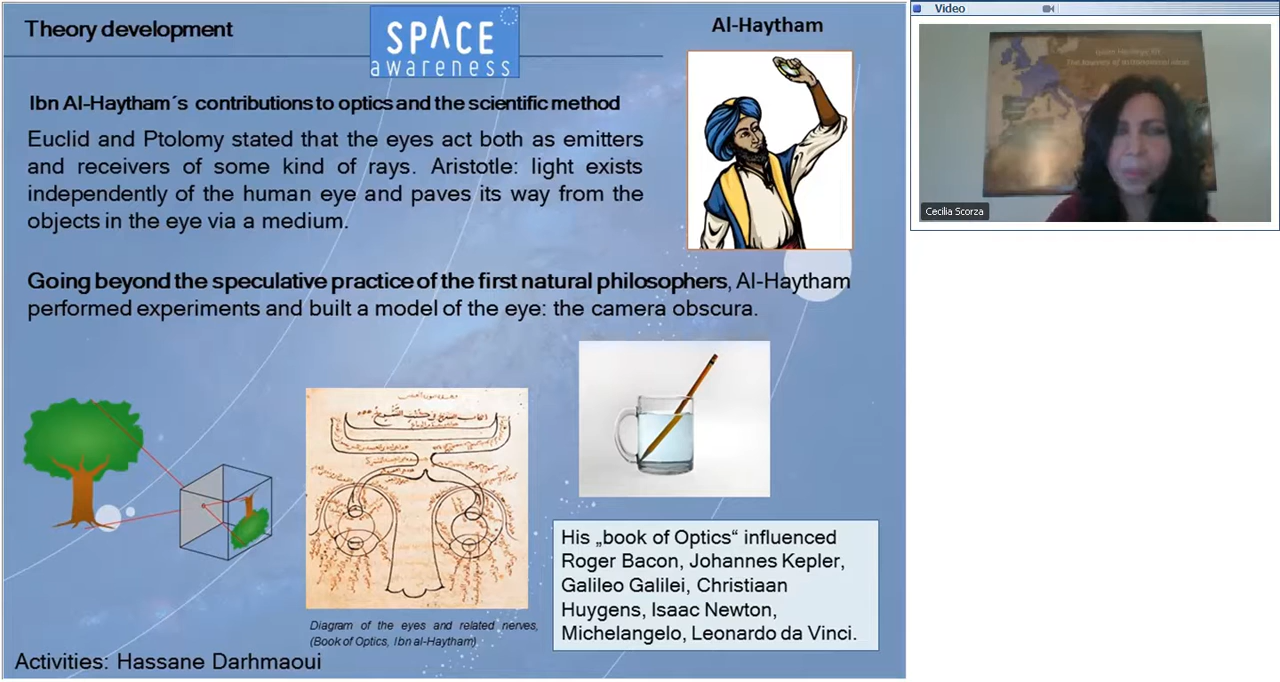 Theory development
SPACE
awareness
Al-Haytham
Ibn Al-Haytham´s contributions to optics and the scientific method
Euclid and Ptolomy stated that the eyes act both as emitters
and receivers of some kind of rays. Aristotle: light exists
independently of the human eye and paves its way from the
objects in the eye via a medium.
Going beyond the speculative practice of the first natural philosophers, Al-Haytham
performed experiments and built a model of the eye: the camera obscura.
Diagram of the eyes and related nerves,
(Book of Optics, Ibn al-Haytham)
His „book of Optics“ influenced
Roger Bacon, Johannes Kepler,
Galileo Galilei, Christiaan
Huygens, Isaac Newton,
Michelangelo, Leonardo da Vinci.
Activities: Hassane Darhmaoui
Video
The Journey of
Cecilia Scorza